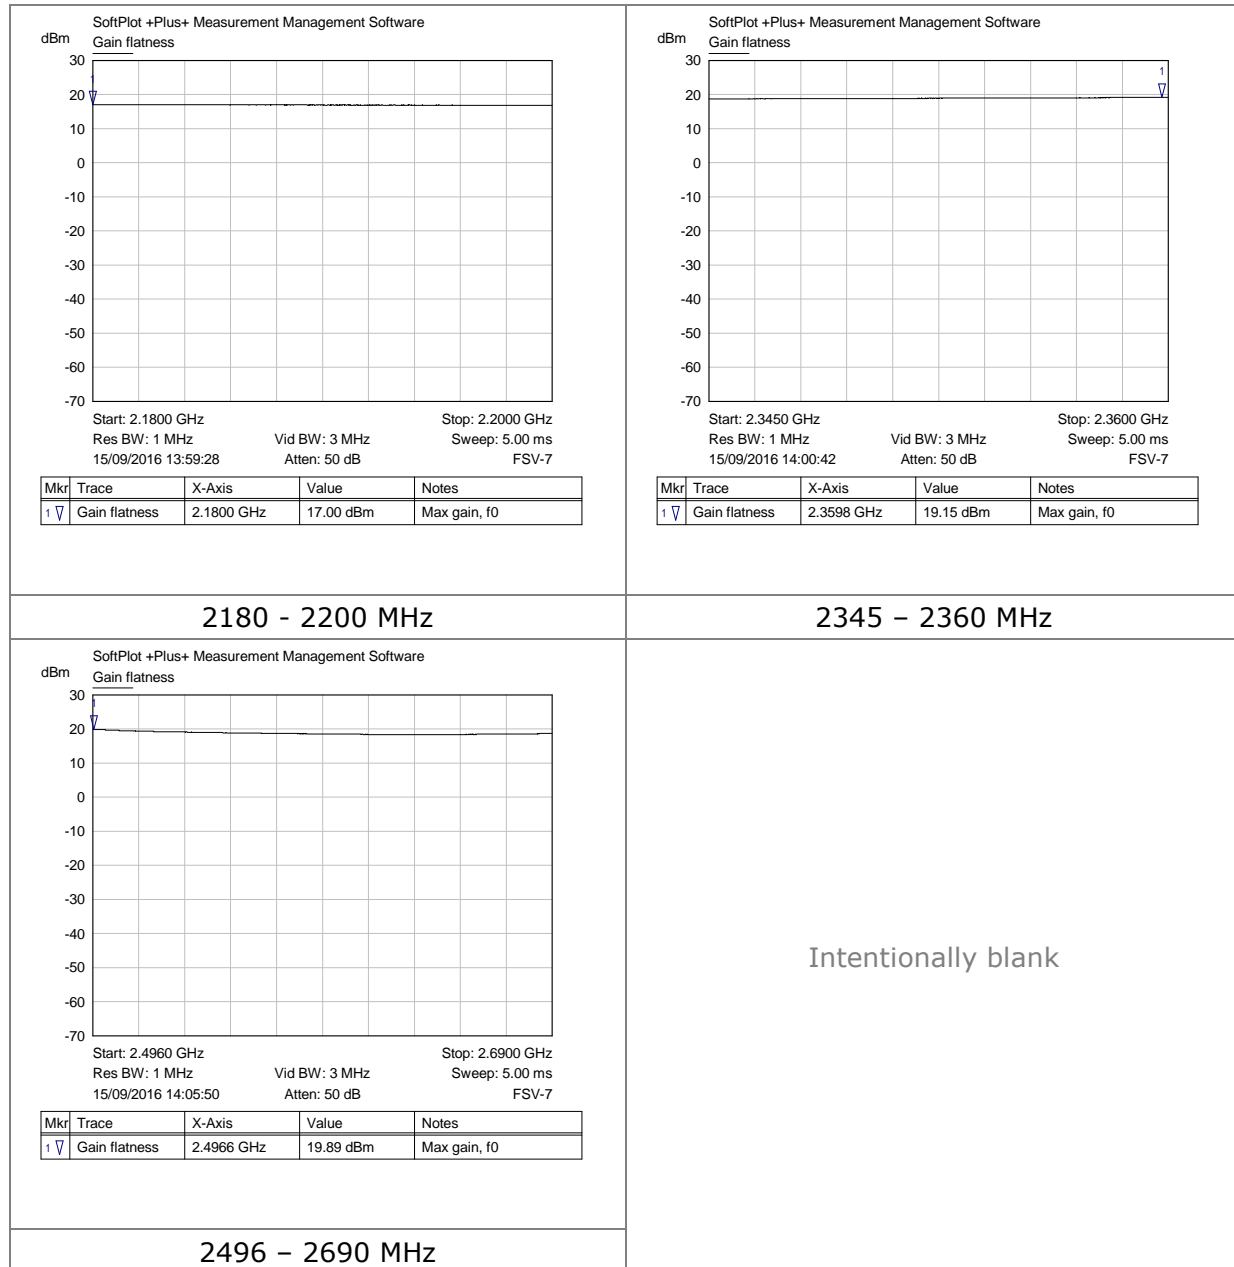 SoftPlot +Plus+ Measurement Management Software
dBm
Gain flatness
30
1
20
10
0
-10
-20
-30
-40
-50
-60
-70
Start: 2.1800 GHz Stop: 2.2000 GHz
Res BW: 1 MHz Vid BW: 3 MHz Sweep: 5.00 ms
15/09/2016 13:59:28 Atten: 50 dB FSV-7
Mkr Trace X-Axis Value Notes
1 Gain flatness 2.1800 GHz 17.00 dBm Max gain, f0
2180 - 2200 MHz
SoftPlot +Plus+ Measurement Management Software
dBm
Gain flatness
30
1
20
10
0
-10
-20
-30
-40
-50
-60
-70
Start: 2.3450 GHz Stop: 2.3600 GHz
Res BW: 1 MHz Vid BW: 3 MHz Sweep: 5.00 ms
15/09/2016 14:00:42 Atten: 50 dB FSV-7
Mkr Trace X-Axis Value Notes
1 Gain flatness 2.3598 GHz 19.15 dBm Max gain, f0
2345 – 2360 MHz
SoftPlot +Plus+ Measurement Management Software
dBm
Gain flatness
30
1
20
10
0
-10
-20
-30
-40
-50
-60
-70
Start: 2.4960 GHz Stop: 2.6900 GHz
Res BW: 1 MHz Vid BW: 3 MHz Sweep: 5.00 ms
15/09/2016 14:05:50 Atten: 50 dB FSV-7
Mkr Trace X-Axis Value Notes
1 Gain flatness 2.4966 GHz 19.89 dBm Max gain, f0
2496 – 2690 MHz
Intentionally blank